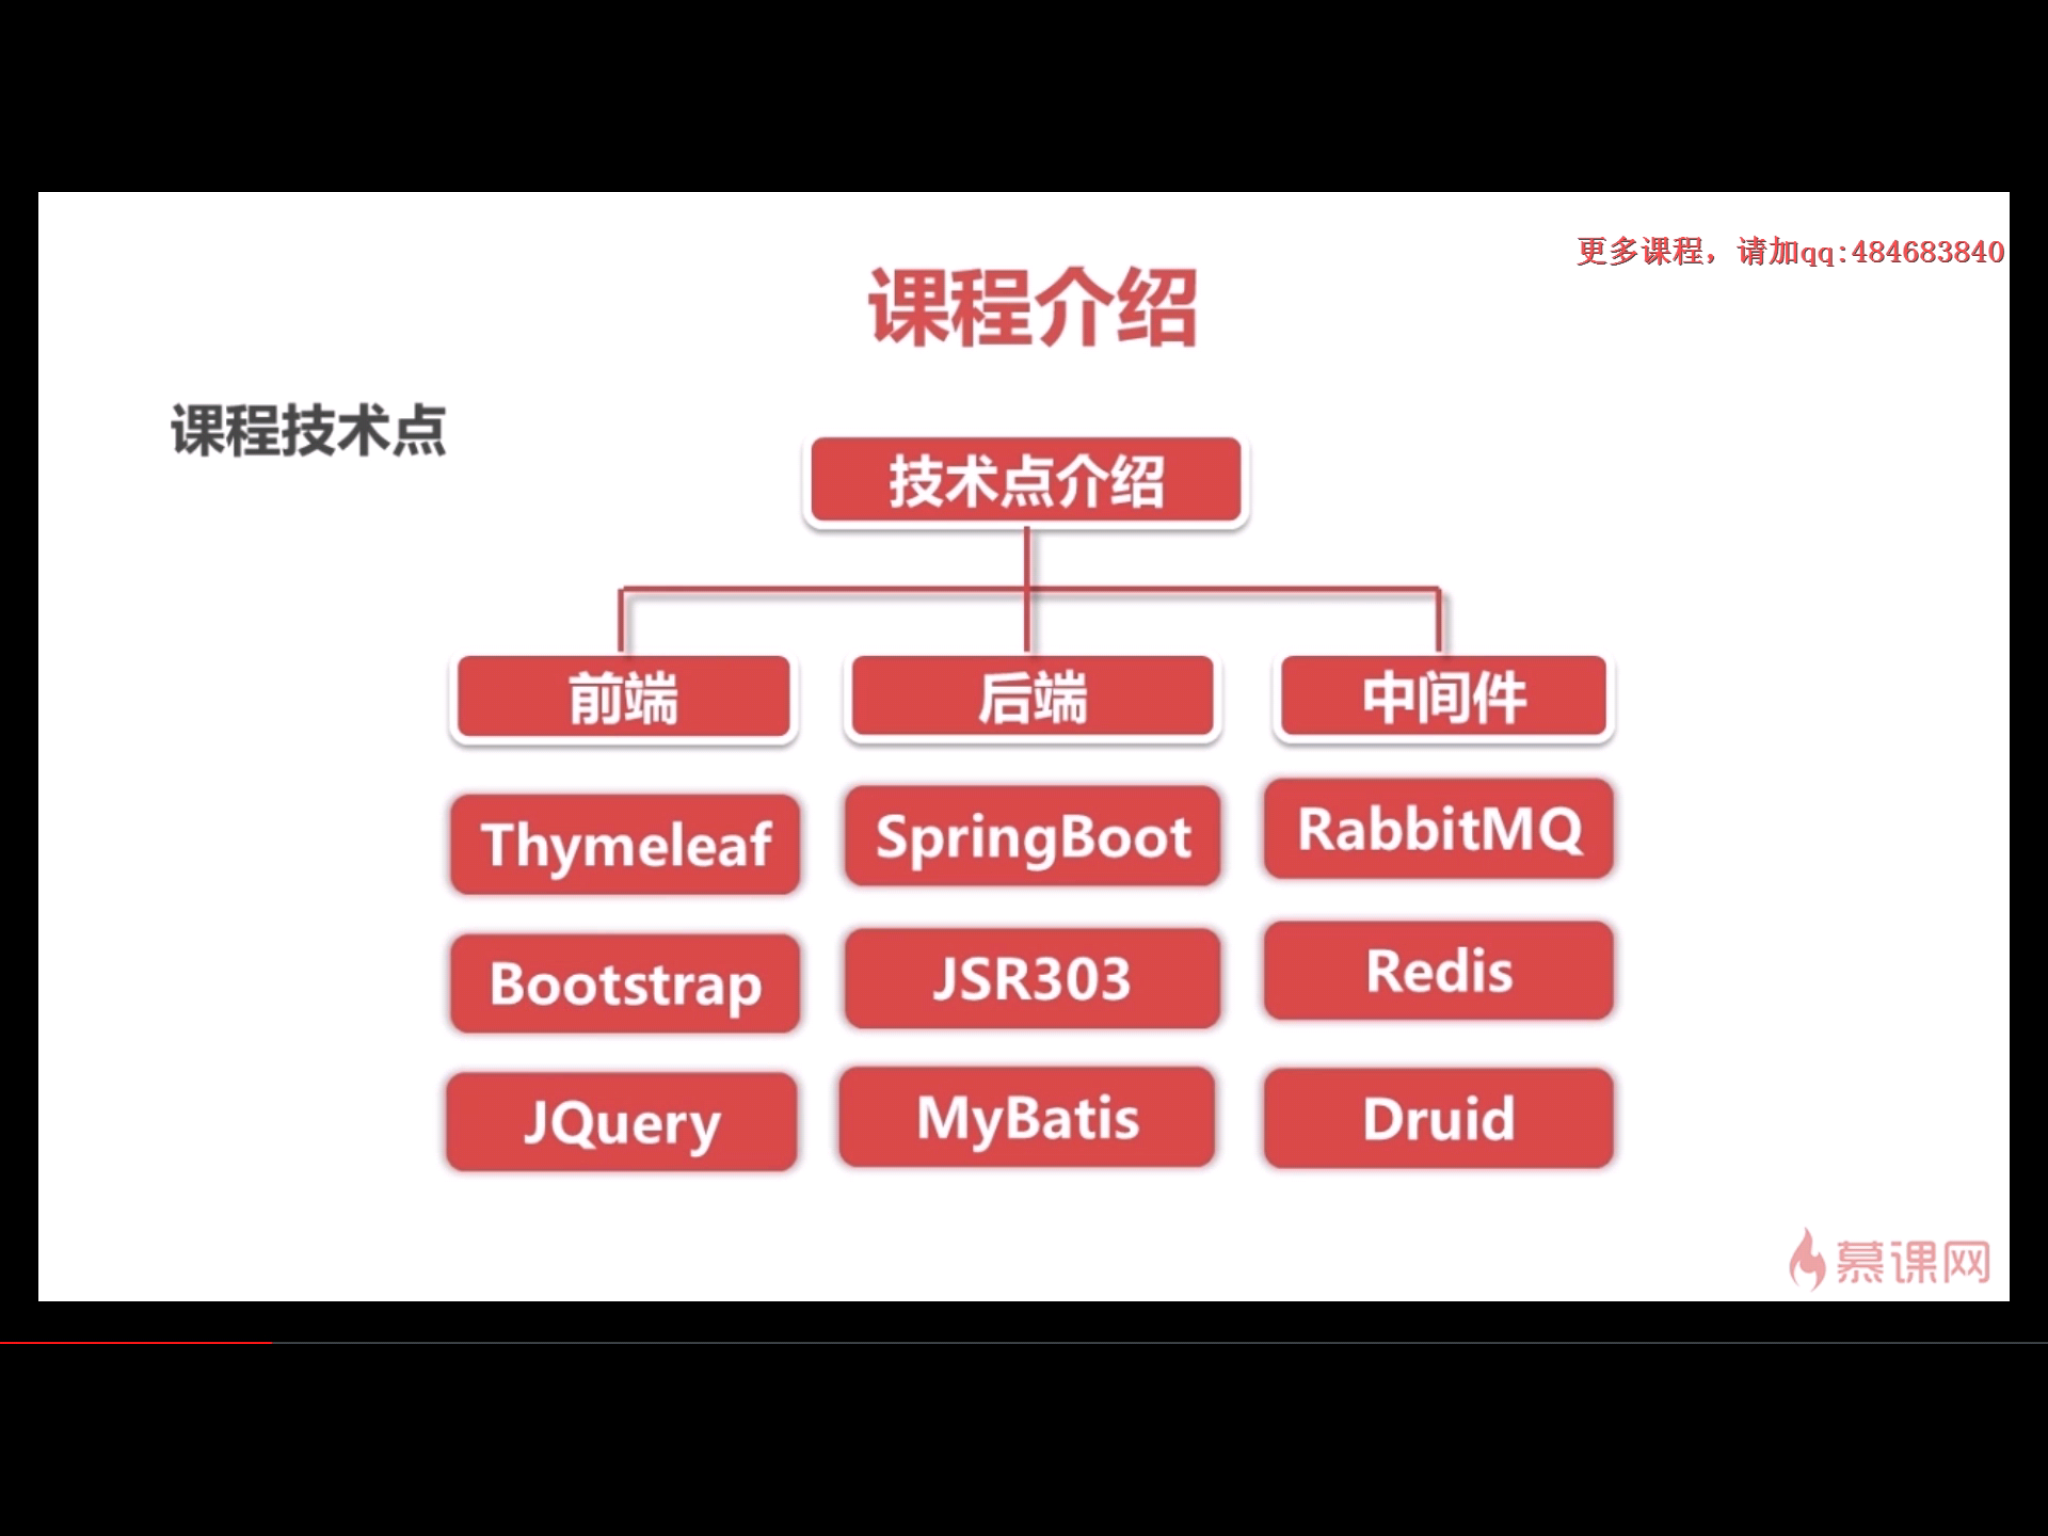 更多课程，请加qq:484683840
课程介绍
课程技术点
技术点介绍
前端
后端
中间件
Thymeleaf
SpringBoot
RabbitMQ
Bootstrap
JSR303
Redis
JQuery
MyBatis
Druid
慕课网